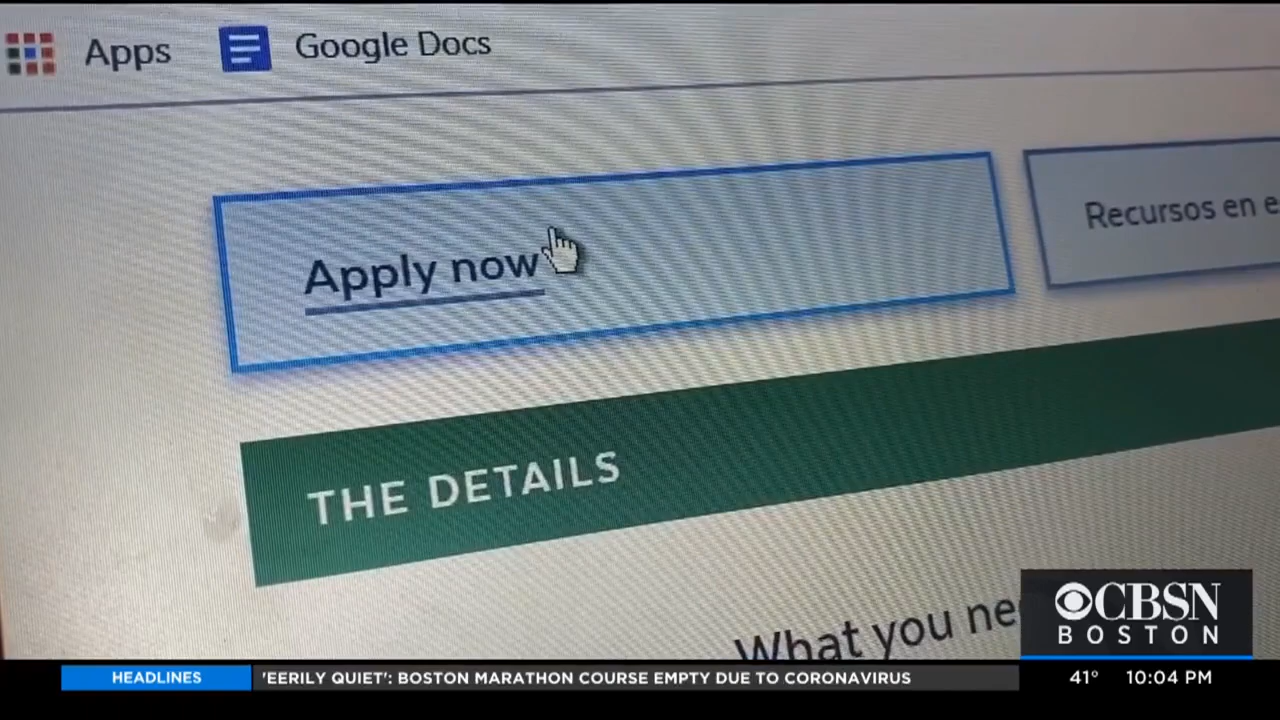 Apps Google Docs
Apply now
Recursos en e
THE DETAILS
What you ne
CBSN
BOSTON
HEADLINES 'EERILY QUIET': BOSTON MARATHON COURSE EMPTY DUE TO CORONAVIRUS 41° 10:04 PM